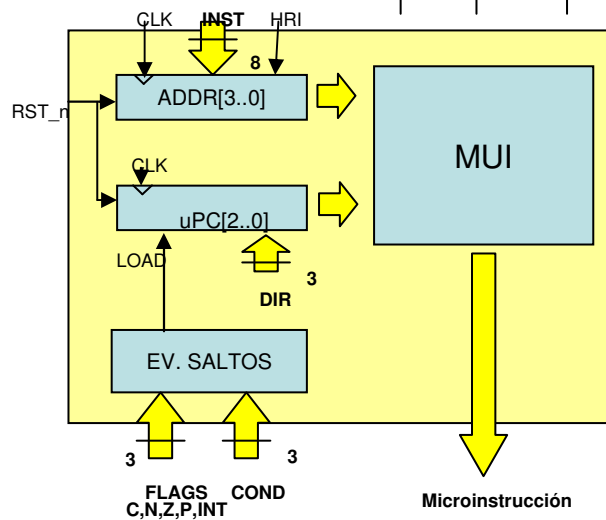 CLK INST HRI
8
ADDR[3..0]
RST_n
MUI
CLK
uPC[2..0]
LOAD
3
DIR
EV. SALTOS
3 3
FLAGS COND
C,N,Z,P,INT
Microinstrucción